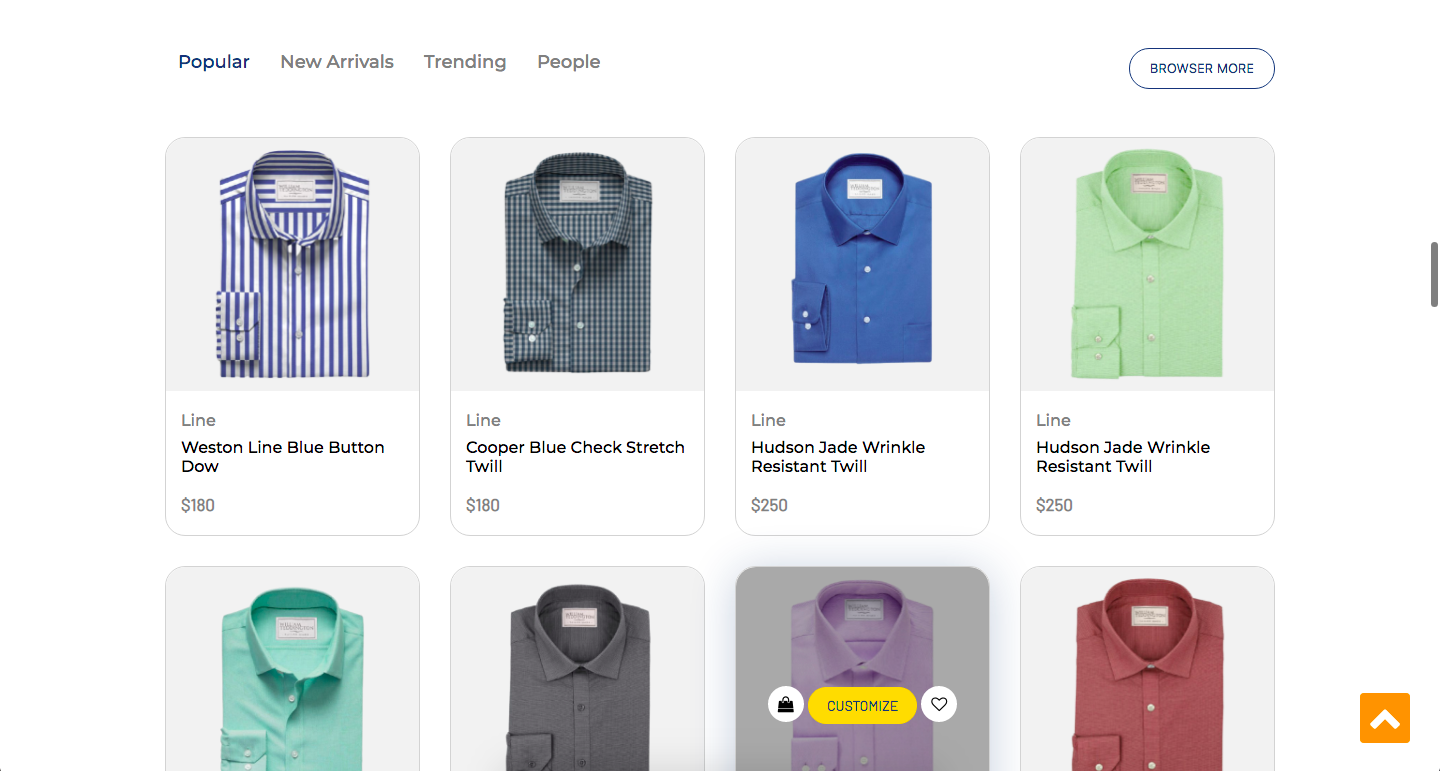 Popular New Arrivals Trending People
BROWSER MORE
Line
Weston Line Blue Button
Dow
$180
Line
Cooper Blue Check Stretch
Twill
$180
Line
Hudson Jade Wrinkle
Resistant Twill
$250
Line
Hudson Jade Wrinkle
Resistant Twill
$250
CUSTOMIZE